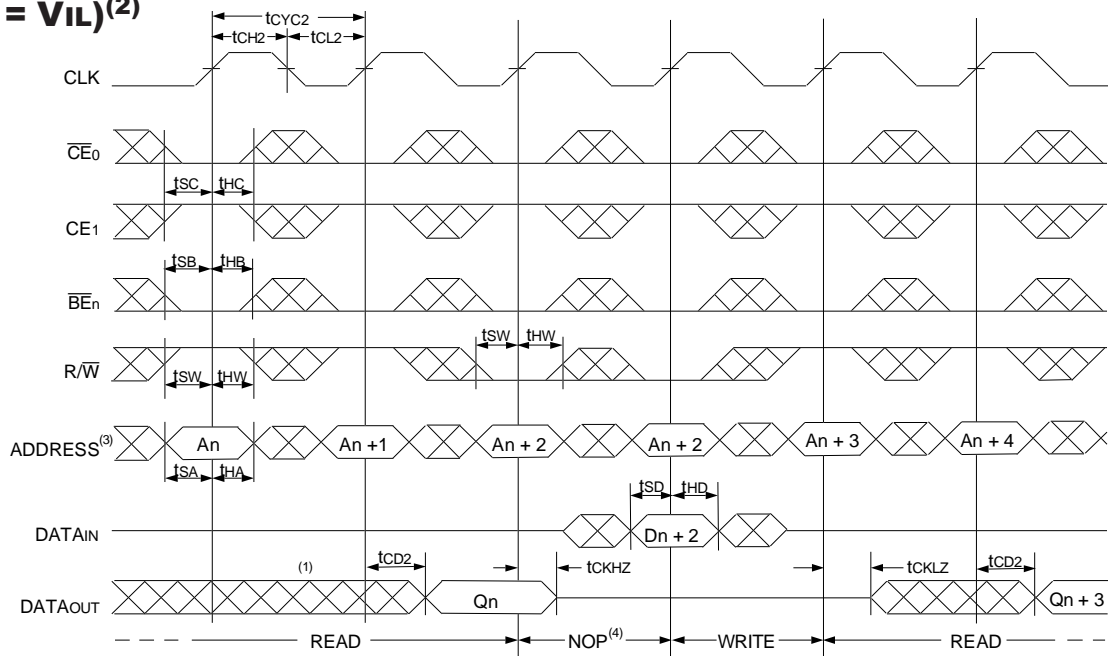 = VIL)(2)
tCYC2
tCH2 tCL2
CLK
CE0
tSC tHC
CE1
tSB tHB
BEn
tSW tHW
R/W
tSW tHW
ADDRESS(3) An An +1 An + 2 An + 2 An + 3 An + 4
tSA tHA
tSD tHD
DATAIN Dn + 2
tCD2 (1) tCKHZ tCKLZ tCD2
DATAOUT Qn Qn + 3
READ NOP(4) WRITE READ